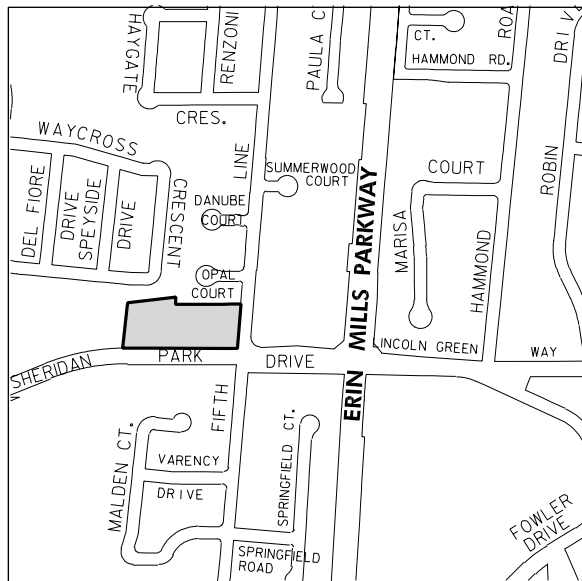 HAYGATE
RENZONI
CRES.
PAULA C
CT.
HAMMOND RD.
ROA
DRIV
WAYCROSS
CRESCENT
LINE
SUMMERWOOD
COURT
COURT
ROBIN
DEL FIORE
DRIVE
SPEYSIDE
DRIVE
DANUBE
COURT
OPAL
COURT
MARISA
HAMMOND
ERIN MILLS PARKWAY
SHERIDAN
PARK
DRIVE
INCOLN GREEN
WAY
FIFTH
MALDEN CT.
VARENCY
DRIVE
SPRINGFIELD CT.
SPRINGFIELD
ROAD
FOWLER
DRIVE